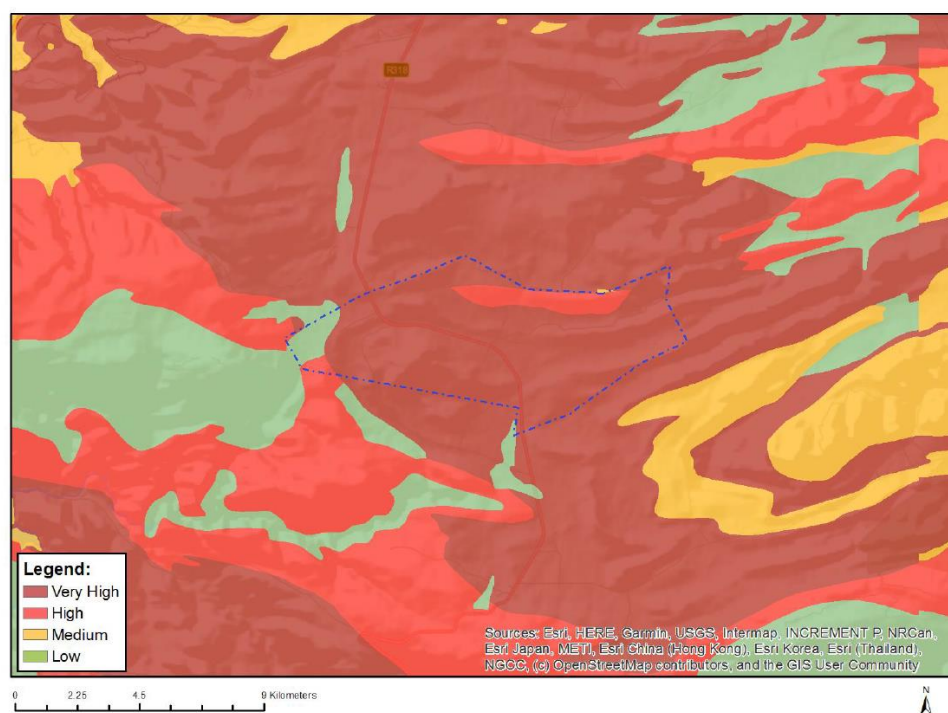 R318
Legend:
Very High
High
Medium
Low
Sources: Esri, HERE, Garmin, USGS, Intermap, INCREMENT P, NRCan,
Esri Japan, METI, Esri China (Hong Kong), Esri Korea, Esri (Thailand),
NGCC, (c) OpenStreetMap contributors, and the GIS User Community
0 2.25 4.5 9 Kilometers
N